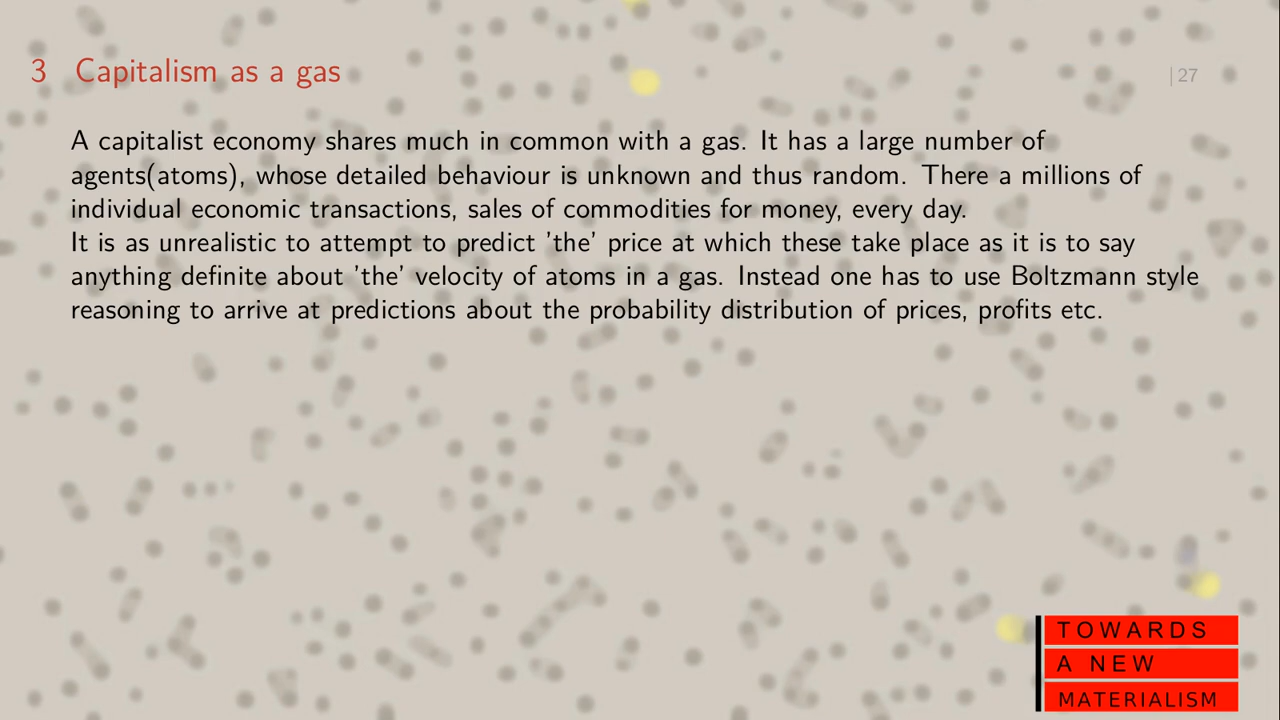 3 Capitalism as a gas
| 27
A capitalist economy shares much in common with a gas. It has a large number of
agents(atoms), whose detailed behaviour is unknown and thus random. There a millions of
individual economic transactions, sales of commodities for money, every day.
It is as unrealistic to attempt to predict 'the' price at which these take place as it is to say
anything definite about 'the' velocity of atoms in a gas. Instead one has to use Boltzmann style
reasoning to arrive at predictions about the probability distribution of prices, profits etc.
TOWARDS
A NEW
MATERIALISM